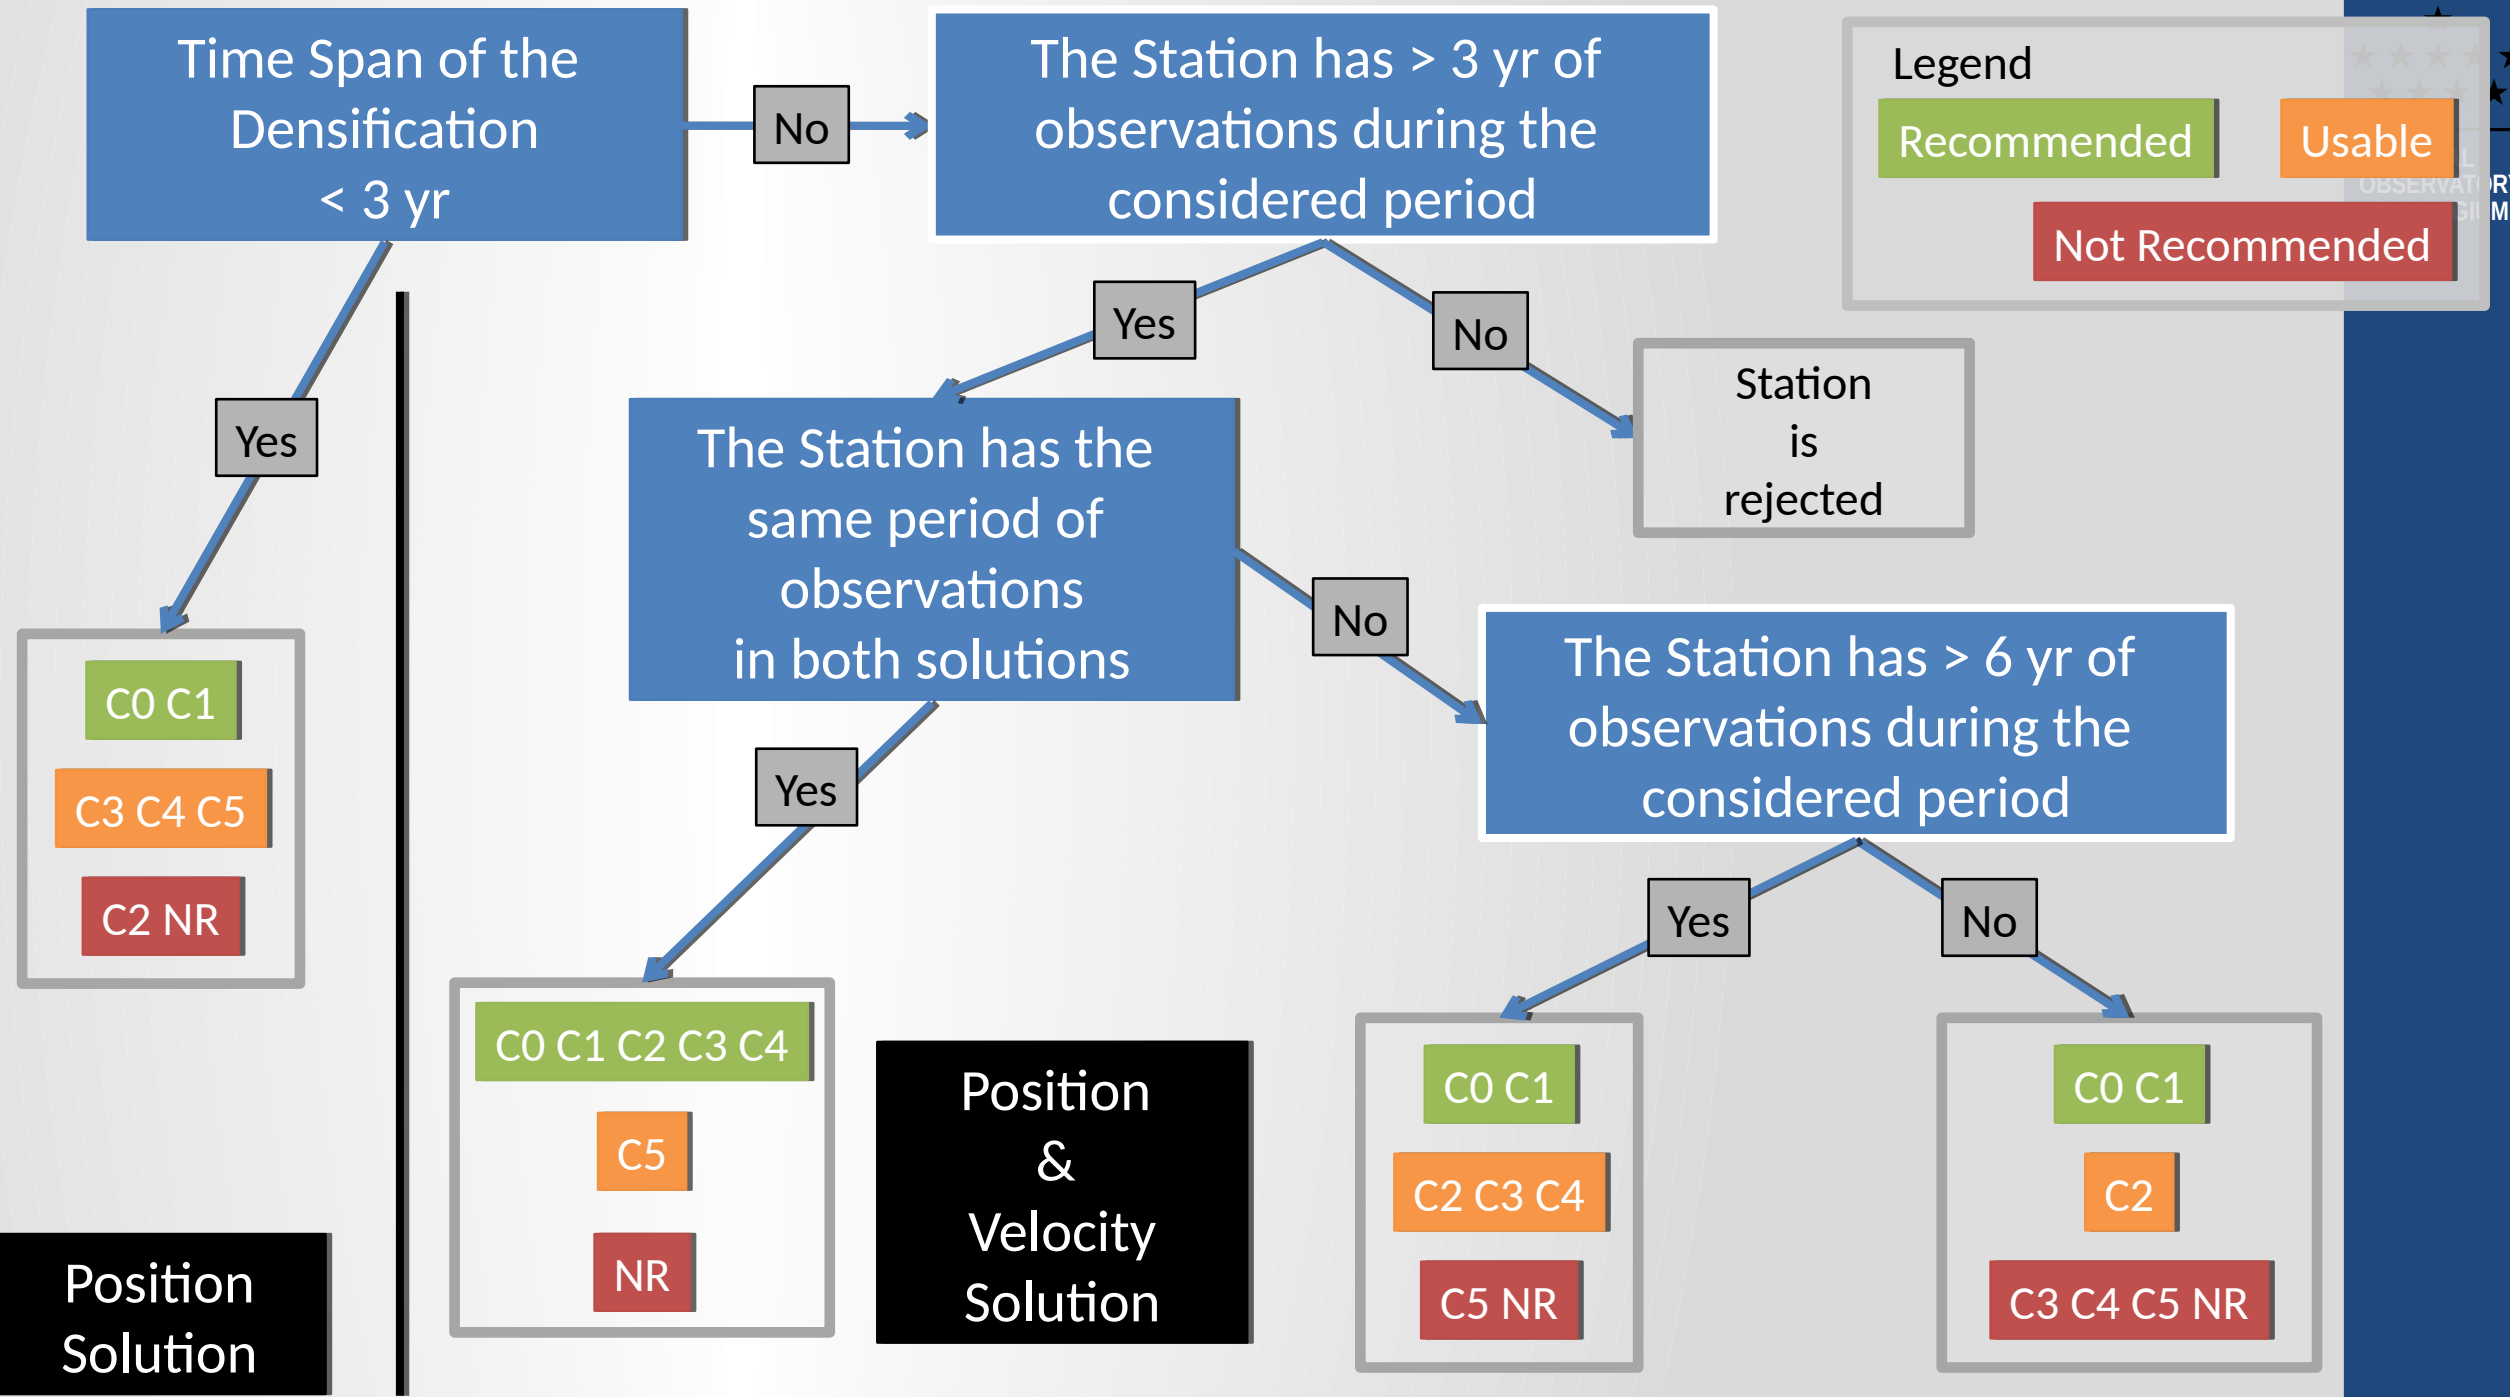 Time Span of the
Densification
< 3 yr
No
The Station has > 3 yr of
observations during the
considered period
Legend
Recommended
Usable
Not Recommended
Yes
No
Station
is
rejected
Yes
The Station has the
same period of
observations
in both solutions
No
The Station has > 6 yr of
observations during the
considered period
C0 C1
C3 C4 C5
C2 NR
Yes
Yes
No
C0 C1 C2 C3 C4
C5
NR
Position
&
Velocity
Solution
C0 C1
C2 C3 C4
C5 NR
C0 C1
C2
C3 C4 C5 NR
Position
Solution